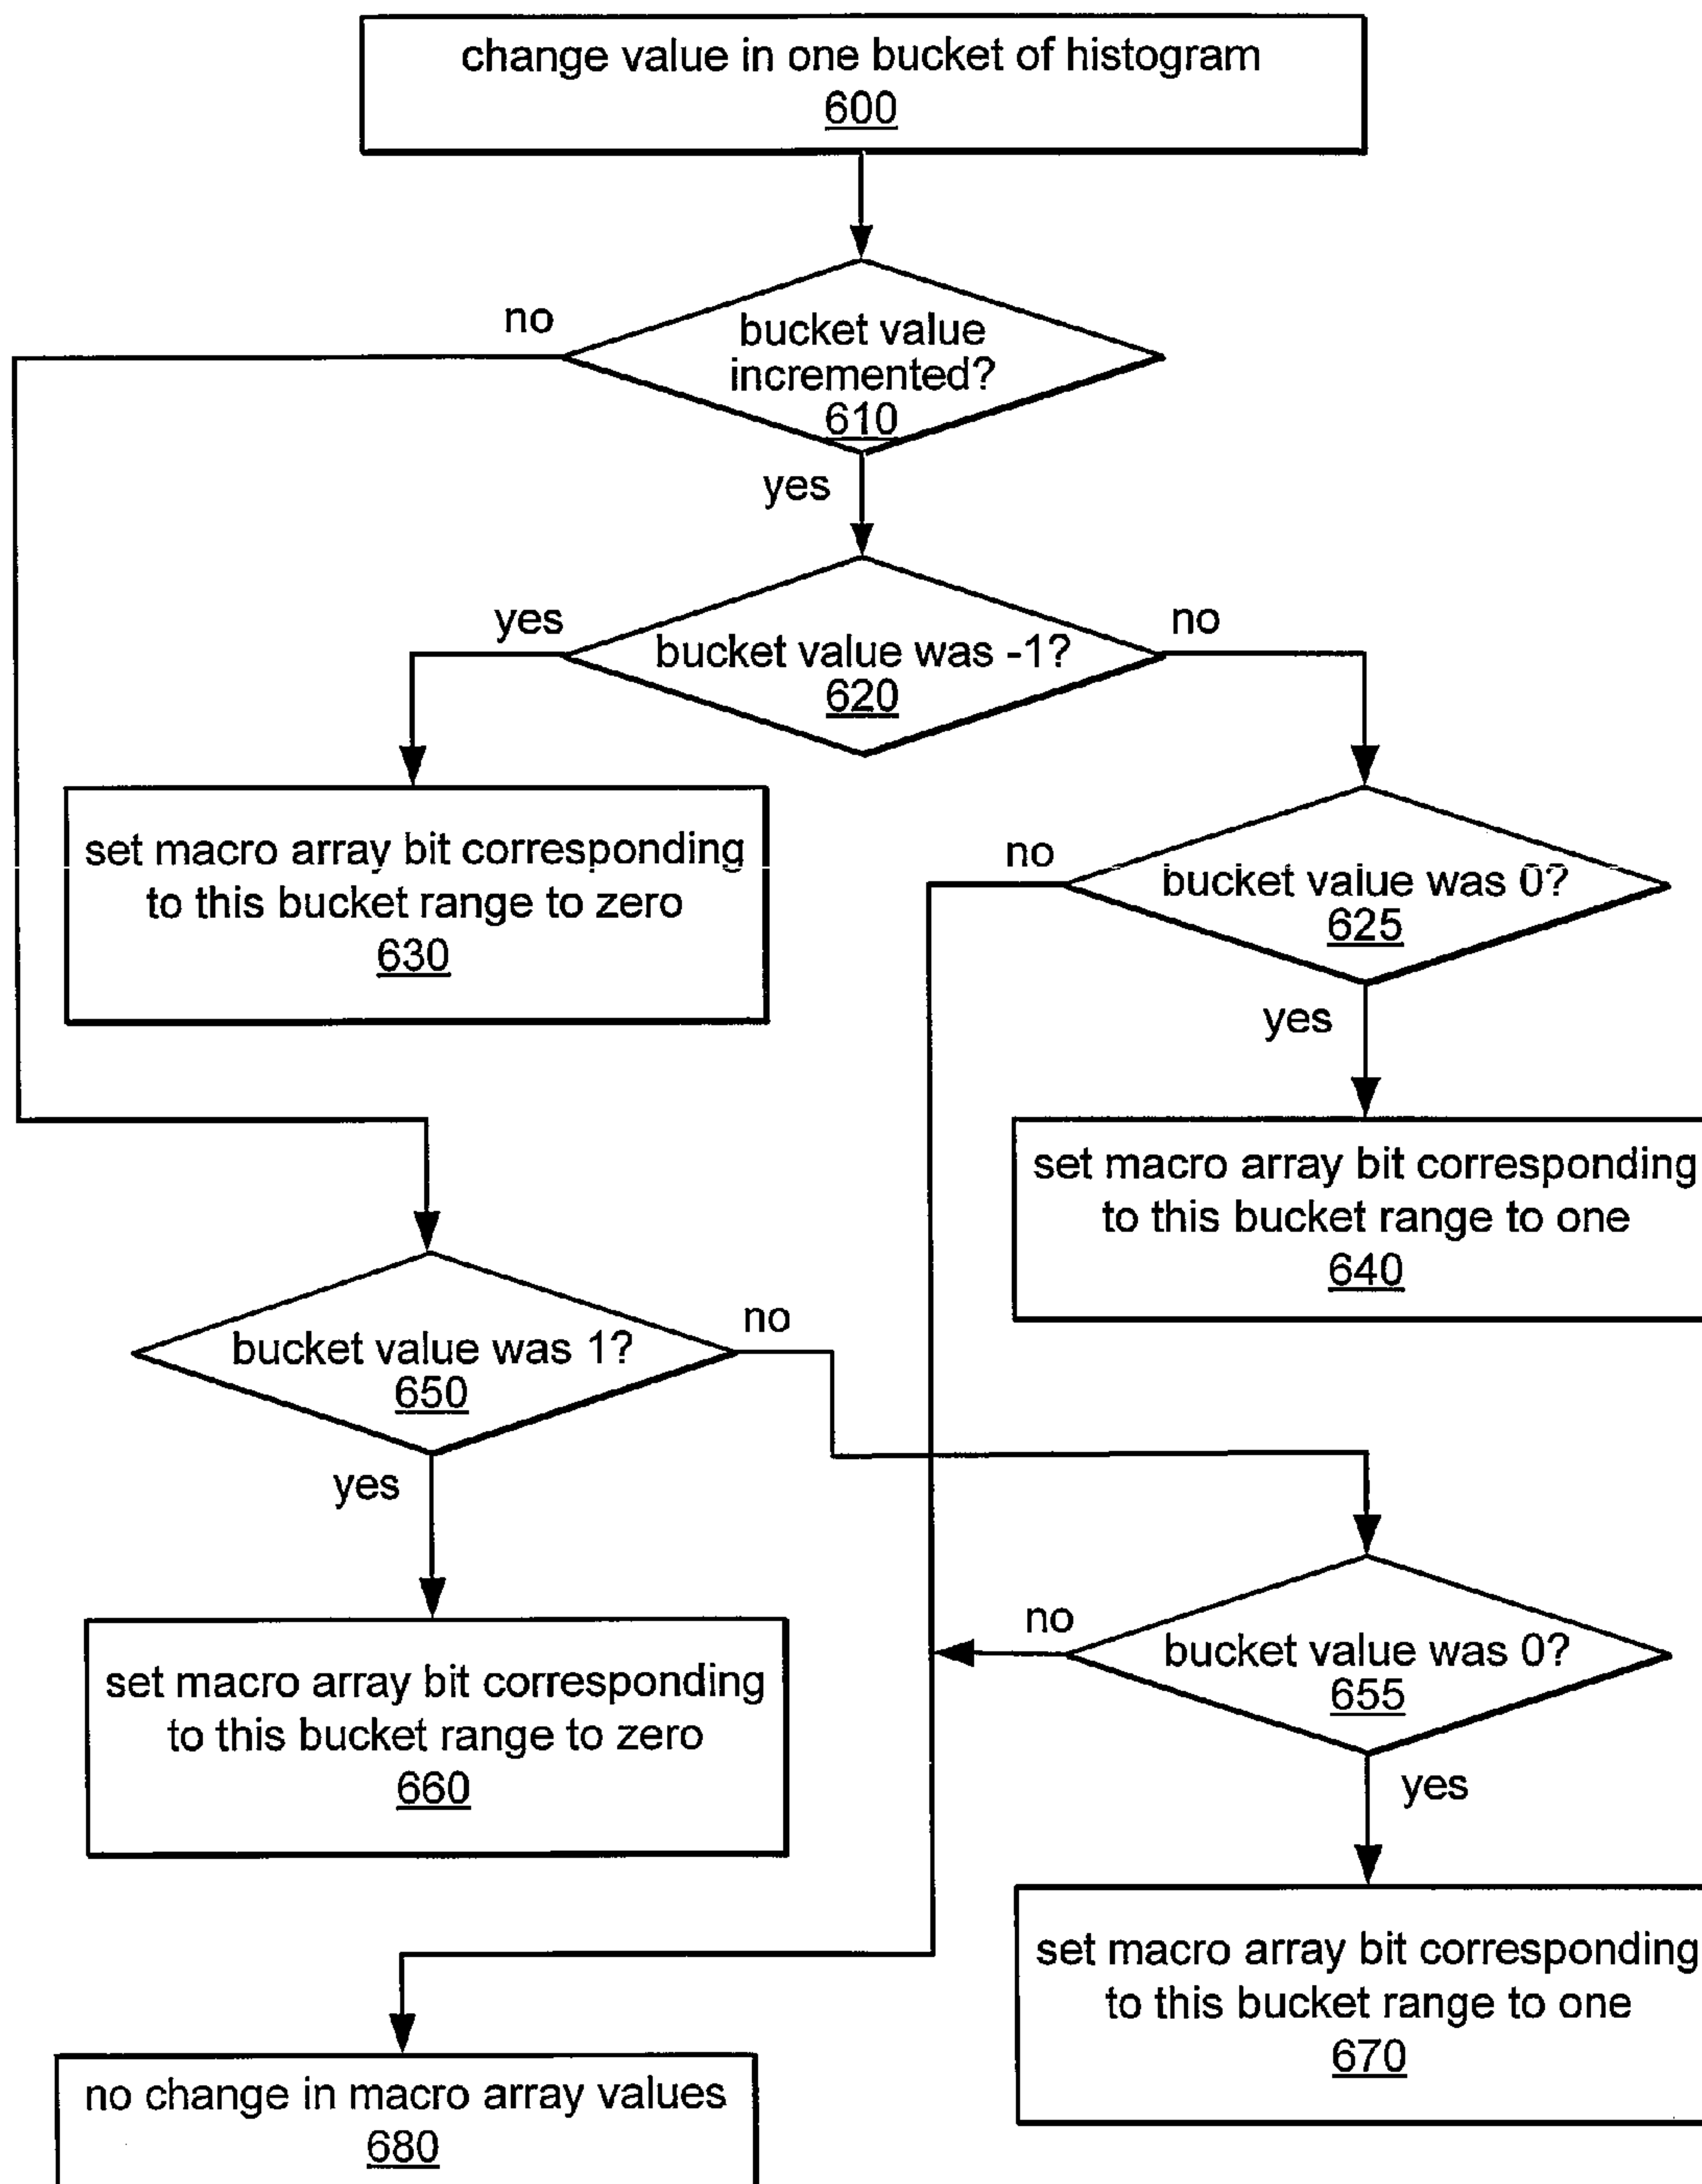 change value in one bucket of histogram
600
no
bucket value
incremented?
610
yes
yes
no
bucket value was -1?
620
set macro array bit corresponding
to this bucket range to zero
630
no
bucket value was 0?
625
yes
set macro array bit corresponding
to this bucket range to one
640
bucket value was 1?
650
no
yes
no
bucket value was 0?
655
set macro array bit corresponding
to this bucket range to zero
660
yes
set macro array bit corresponding
to this bucket range to one
670
no change in macro array values
680